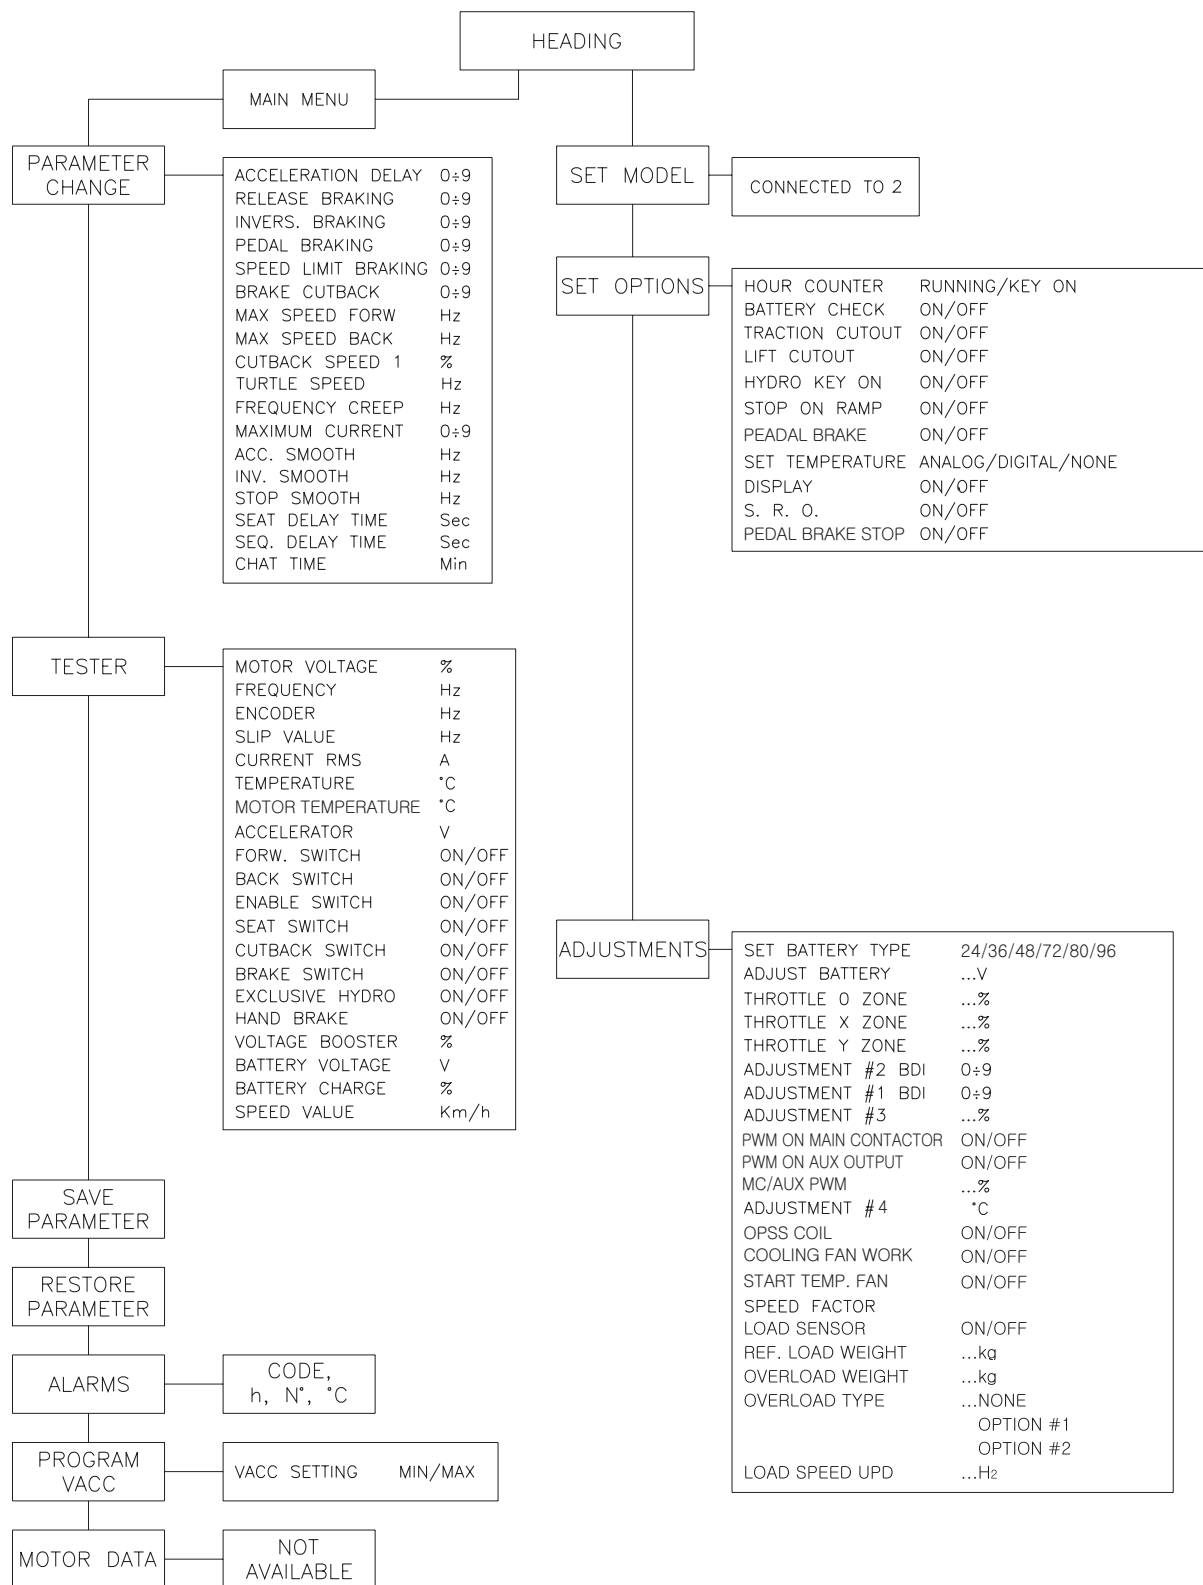 HEADING
MAIN MENU
PARAMETER
CHANGE
ACCELERATION DELAY 0÷9
RELEASE BRAKING 0÷9
INVERS. BRAKING 0÷9
PEDAL BRAKING 0÷9
SPEED LIMIT BRAKING 0÷9
BRAKE CUTBACK 0÷9
MAX SPEED FORW Hz
MAX SPEED BACK Hz
CUTBACK SPEED 1 %
TURTLE SPEED Hz
FREQUENCY CREEP Hz
MAXIMUM CURRENT 0÷9
ACC. SMOOTH Hz
INV. SMOOTH Hz
STOP SMOOTH Hz
SEAT DELAY TIME Sec
SEQ. DELAY TIME Sec
CHAT TIME Min
TESTER
MOTOR VOLTAGE %
FREQUENCY Hz
ENCODER Hz
SLIP VALUE Hz
CURRENT RMS A
TEMPERATURE °C
MOTOR TEMPERATURE °C
ACCELERATOR V
FORW. SWITCH ON/OFF
BACK SWITCH ON/OFF
ENABLE SWITCH ON/OFF
SEAT SWITCH ON/OFF
CUTBACK SWITCH ON/OFF
BRAKE SWITCH ON/OFF
EXCLUSIVE HYDRO ON/OFF
HAND BRAKE ON/OFF
VOLTAGE BOOSTER %
BATTERY VOLTAGE V
BATTERY CHARGE %
SPEED VALUE Km/h
SAVE
PARAMETER
RESTORE
PARAMETER
ALARMS
CODE,
h, N°, °C
PROGRAM
VACC
VACC SETTING MIN/MAX
MOTOR DATA
NOT
AVAILABLE
SET MODEL
CONNECTED TO 2
SET OPTIONS
HOUR COUNTER RUNNING/KEY ON
BATTERY CHECK ON/OFF
TRACTION CUTOUT ON/OFF
LIFT CUTOUT ON/OFF
HYDRO KEY ON ON/OFF
STOP ON RAMP ON/OFF
PEADAL BRAKE ON/OFF
SET TEMPERATURE ANALOG/DIGITAL/NONE
DISPLAY ON/OFF
S. R. O. ON/OFF
PEDAL BRAKE STOP ON/OFF
ADJUSTMENTS
SET BATTERY TYPE 24/36/48/72/80/96
ADJUST BATTERY ...V
THROTTLE 0 ZONE ...%
THROTTLE X ZONE ...%
THROTTLE Y ZONE ...%
ADJUSTMENT #2 BDI 0÷9
ADJUSTMENT #1 BDI 0÷9
ADJUSTMENT #3 ...%
PWM ON MAIN CONTACTOR ON/OFF
PWM ON AUX OUTPUT ON/OFF
MC/AUX PWM ...%
ADJUSTMENT #4 °C
OPSS COIL ON/OFF
COOLING FAN WORK ON/OFF
START TEMP. FAN ON/OFF
SPEED FACTOR
LOAD SENSOR ON/OFF
REF. LOAD WEIGHT ...kg
OVERLOAD WEIGHT ...kg
OVERLOAD TYPE ...NONE
OPTION #1
OPTION #2
LOAD SPEED UPD ...H2